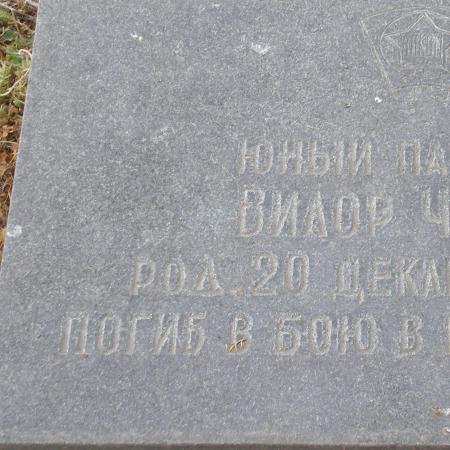 ЮНЫЙ ПА
ВИЛОР Ч
РОД. 20 ДЕКА
ПОГИБ В БОЮ В